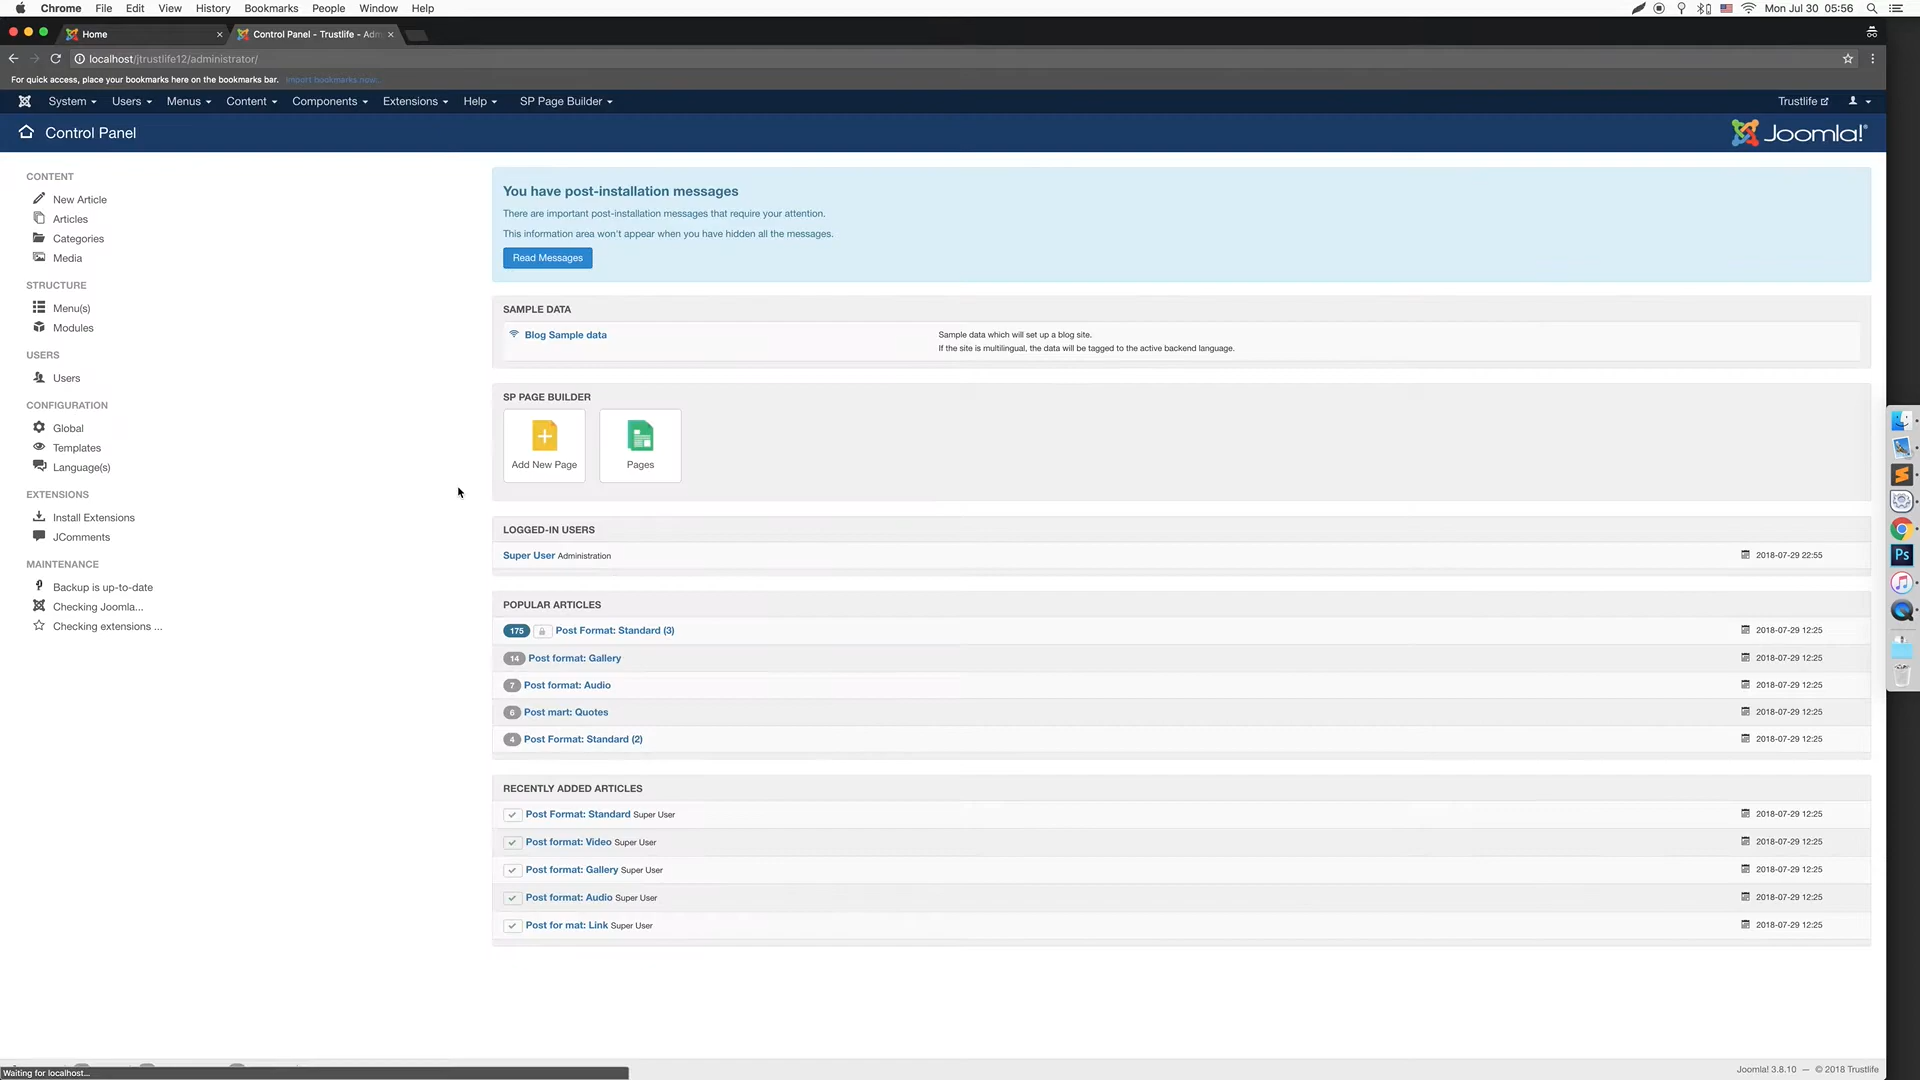 Chrome File Edit View History Bookmarks People Window Help Mon Jul 30 05:56
Home Control Panel - Trustlife - Adm
localhost/jtrustlife12/administrator/
For quick access, place your bookmarks here on the bookmarks bar. Import bookmarks now...
System Users Menus Content Components Extensions Help SP Page Builder Trustlife
Control Panel Joomla!
CONTENT
New Article
Articles
Categories
Media
STRUCTURE
Menu(s)
Modules
USERS
Users
CONFIGURATION
Global
Templates
Language(s)
EXTENSIONS
Install Extensions
JComments
MAINTENANCE
Backup is up-to-date
Checking Joomla...
Checking extensions ...
You have post-installation messages
There are important post-installation messages that require your attention.
This information area won't appear when you have hidden all the messages.
Read Messages
SAMPLE DATA
Blog Sample data
Sample data which will set up a blog site.
If the site is multilingual, the data will be tagged to the active backend language.
SP PAGE BUILDER
Add New Page Pages
LOGGED-IN USERS
Super User Administration 2018-07-29 22:55
POPULAR ARTICLES
175 Post Format: Standard (3) 2018-07-29 12:25
14 Post format: Gallery 2018-07-29 12:25
7 Post format: Audio 2018-07-29 12:25
6 Post mart: Quotes 2018-07-29 12:25
4 Post Format: Standard (2) 2018-07-29 12:25
RECENTLY ADDED ARTICLES
Post Format: Standard Super User 2018-07-29 12:25
Post format: Video Super User 2018-07-29 12:25
Post format: Gallery Super User 2018-07-29 12:25
Post format: Audio Super User 2018-07-29 12:25
Post for mat: Link Super User 2018-07-29 12:25
Ps
Waiting for localhost...
Joomla! 3.8.10 — © 2018 Trustlife